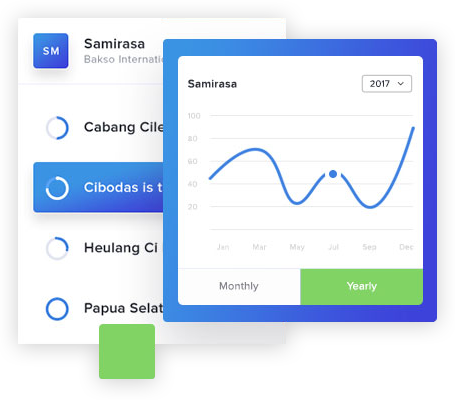 SM
Samirasa
Bakso Internatio
Cabang Cile
Cibodas is t
Heulang Ci
Papua Selat
Samirasa
2017
100
80
60
40
20
Jan Mar May Jul Sep Dec
Monthly
Yearly